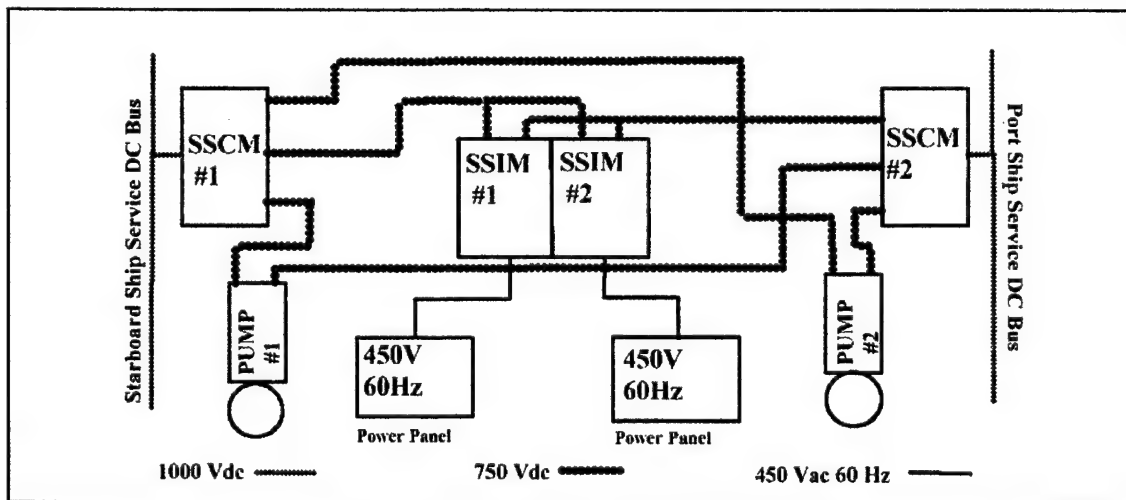 Starboard Ship Service DC Bus
SSCM
#1
SSIM
#1
SSIM
#2
SSCM
#2
Port Ship Service DC Bus
PUMP
#1
450V
60Hz
Power Panel
450V
60Hz
Power Panel
PUMP
#2
1000 Vdc
750 Vdc
450 Vac 60 Hz